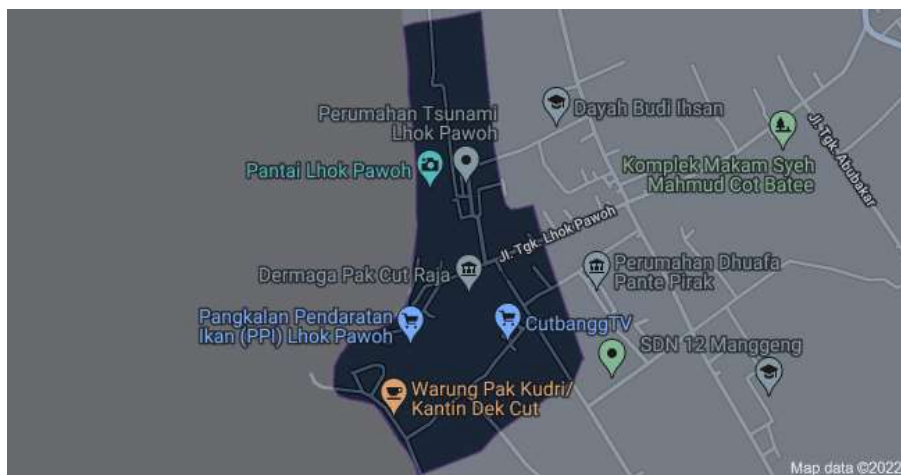 Dayah Budi Ihsan
Perumahan Tsunami
Lhok Pawoh
Pantai Lhok Pawoh
Komplek Makam Syeh
Mahmud Cot Batee
Jl. Tgk. Abubakar
Jl. Tgk. Lhok Pawoh
Dermaga Pak Cut Raja
Perumahan Dhuafa
Pante Pirak
Pangkalan Pendaratan
Ikan (PPI) Lhok Pawoh
CutbanggTV
SDN 12 Manggeng
Warung Pak Kudri/
Kantin Dek Cut
Map data ©2022